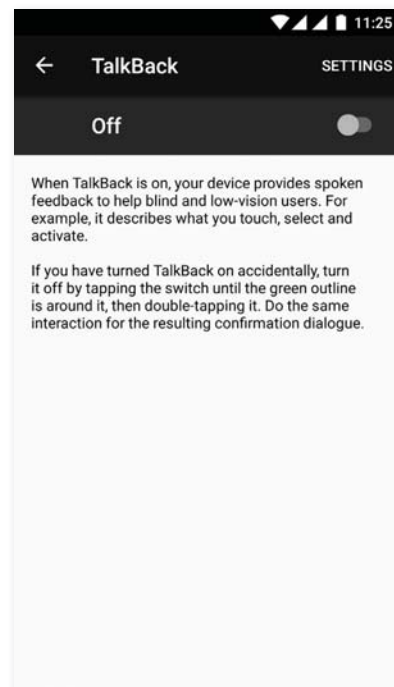 11:25
TalkBack
SETTINGS
Off
When TalkBack is on, your device provides spoken
feedback to help blind and low-vision users. For
example, it describes what you touch, select and
activate.
If you have turned TalkBack on accidentally, turn
it off by tapping the switch until the green outline
is around it, then double-tapping it. Do the same
interaction for the resulting confirmation dialogue.